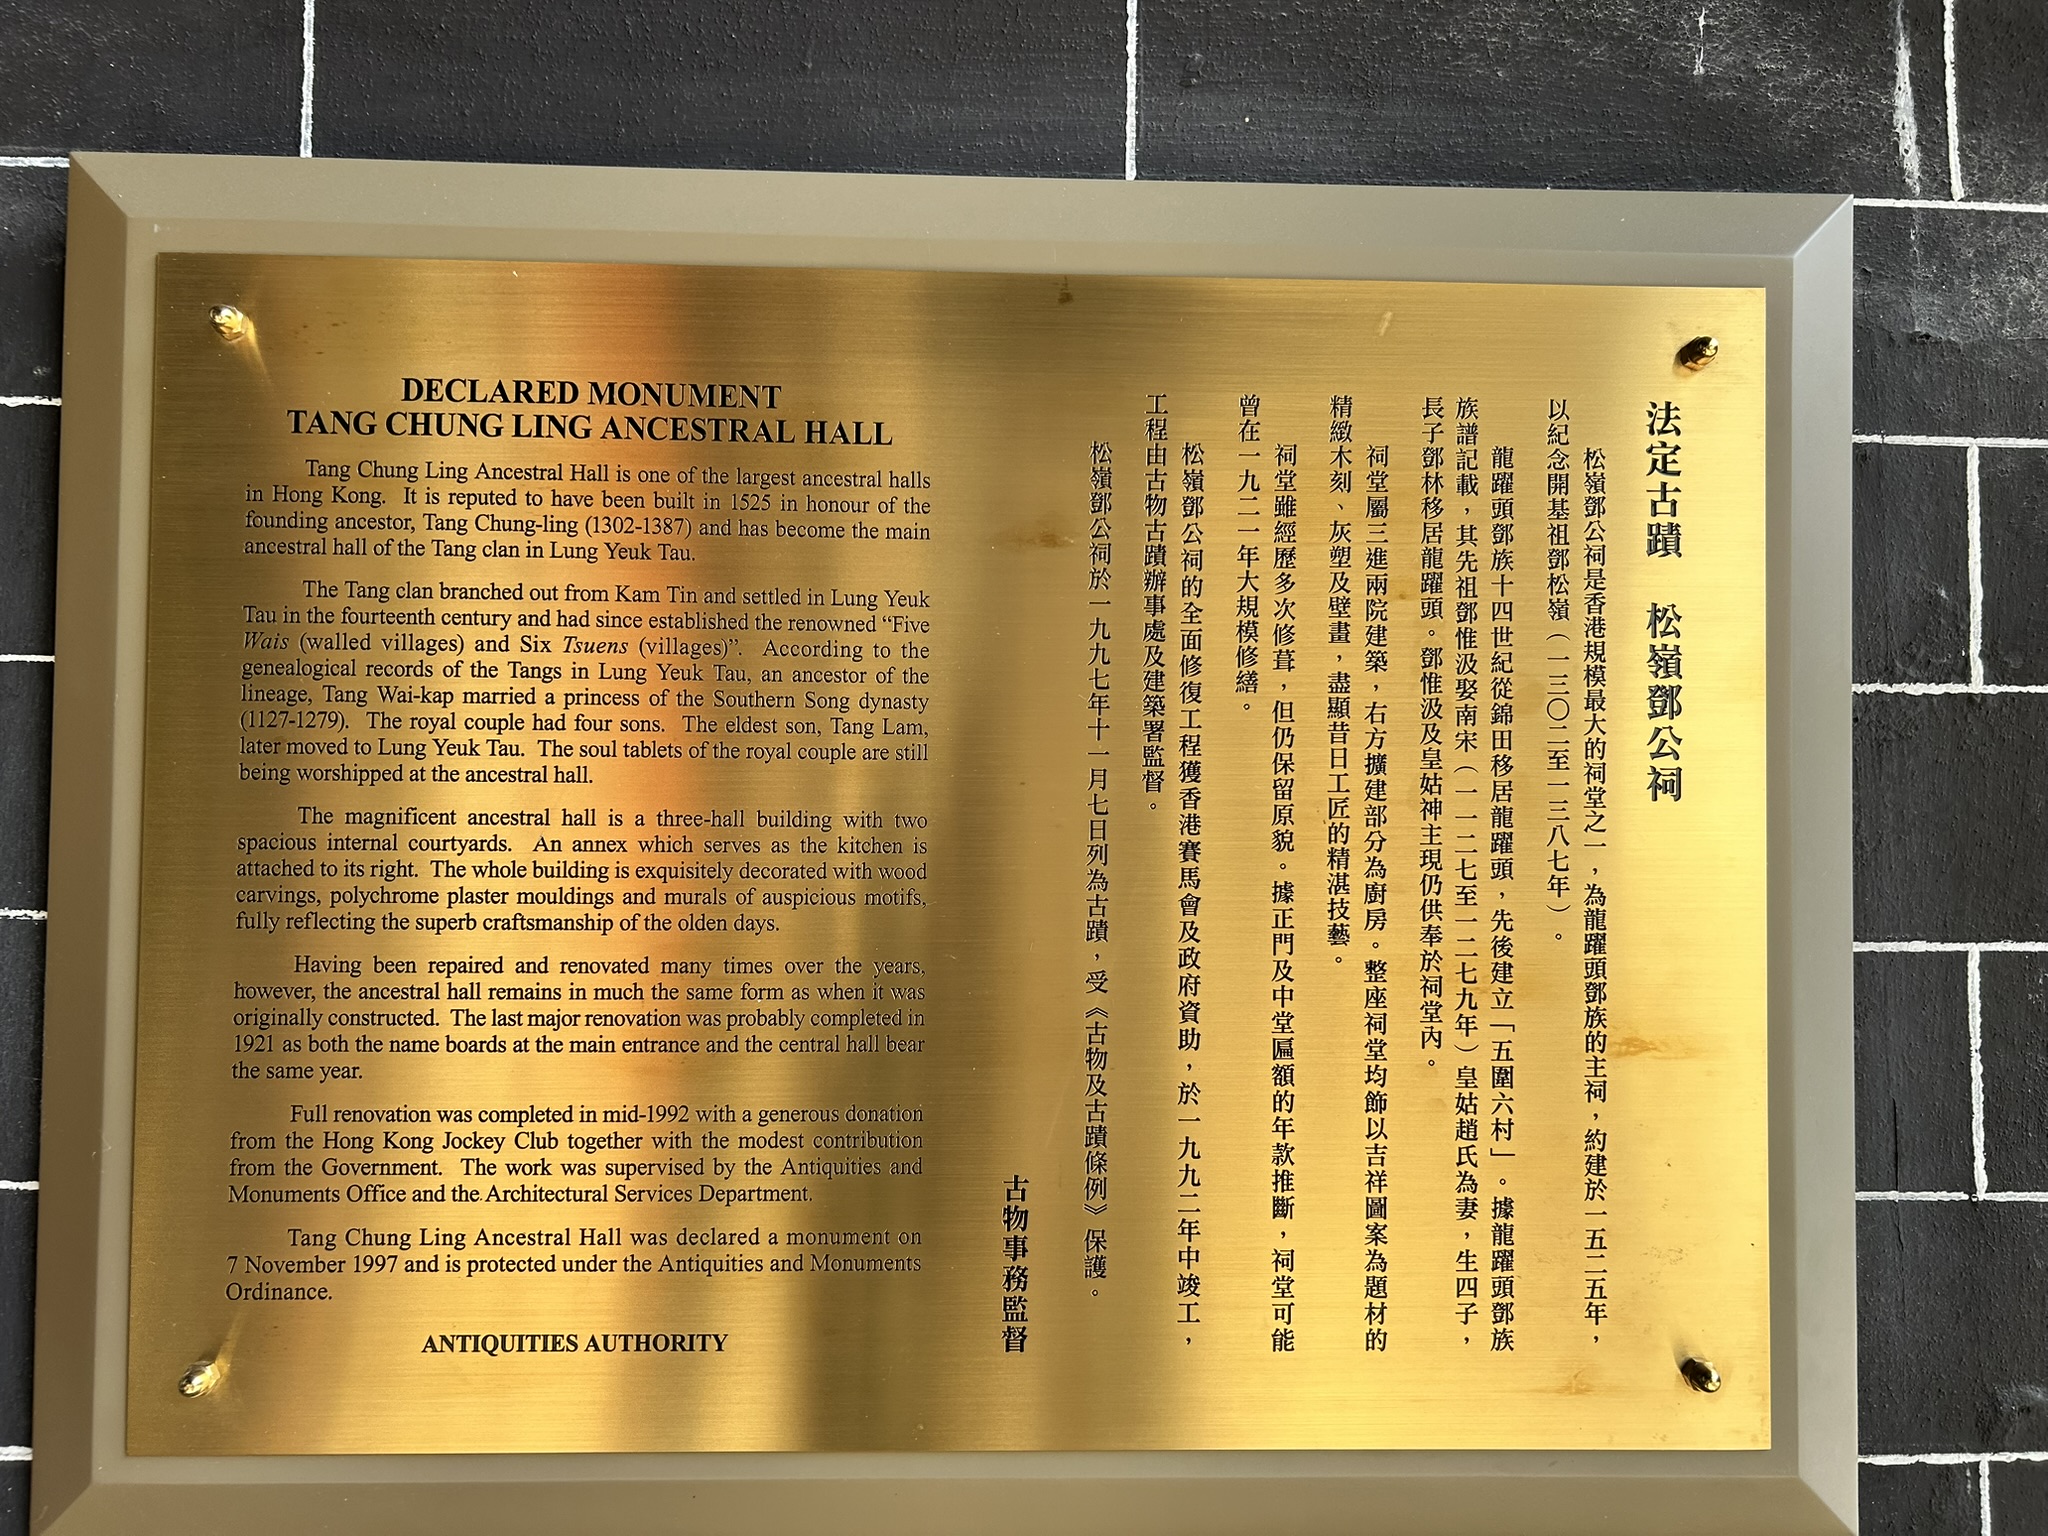 DECLARED MONUMENT
TANG CHUNG LING ANCESTRAL HALL
Tang Chung Ling Ancestral Hall is one of the largest ancestral halls
in Hong Kong. It is reputed to have been built in 1525 in honour of the
founding ancestor, Tang Chung-ling (1302-1387) and has become the main
ancestral hall of the Tang clan in Lung Yeuk Tau.
The Tang clan branched out from Kam Tin and settled in Lung Yeuk
Tau in the fourteenth century and had since established the renowned “Five
Wais (walled villages) and Six Tsuens (villages)”. According to the
genealogical records of the Tangs in Lung Yeuk Tau, an ancestor of the
lineage, Tang Wai-kap married a princess of the Southern Song dynasty
(1127-1279). The royal couple had four sons. The eldest son, Tang Lam,
later moved to Lung Yeuk Tau. The soul tablets of the royal couple are still
being worshipped at the ancestral hall.
The magnificent ancestral hall is a three-hall building with two
spacious internal courtyards. An annex which serves as the kitchen is
attached to its right. The whole building is exquisitely decorated with wood
carvings, polychrome plaster mouldings and murals of auspicious motifs,
fully reflecting the superb craftsmanship of the olden days.
Having been repaired and renovated many times over the years,
however, the ancestral hall remains in much the same form as when it was
originally constructed. The last major renovation was probably completed in
1921 as both the name boards at the main entrance and the central hall bear
the same year.
Full renovation was completed in mid-1992 with a generous donation
from the Hong Kong Jockey Club together with the modest contribution
from the Government. The work was supervised by the Antiquities and
Monuments Office and the Architectural Services Department.
Tang Chung Ling Ancestral Hall was declared a monument on
7 November 1997 and is protected under the Antiquities and Monuments
Ordinance.
ANTIQUITIES AUTHORITY
法定古蹟 松嶺鄧公祠
松嶺鄧公祠是香港規模最大的祠堂之一，為龍躍頭鄧族的主祠，約建於一五二五年，
以紀念開基祖鄧松嶺（一三〇二至一三八七年）。
龍躍頭鄧族十四世紀從錦田移居龍躍頭，先後建立「五圍六村」。據龍躍頭鄧族
族譜記載，其先祖鄧惟汲娶南宋（一一二七至一二七九年）皇姑趙氏為妻，生四子，
長子鄧林移居龍躍頭。鄧惟汲及皇姑神主現仍供奉於祠堂內。
祠堂屬三進兩院建築，右方擴建部分為廚房。整座祠堂均飾以吉祥圖案為題材的
精緻木刻、灰塑及壁畫，盡顯昔日工匠的精湛技藝。
祠堂雖經歷多次修葺，但仍保留原貌。據正門及中堂匾額的年款推斷，祠堂可能
曾在一九二一年大規模修繕。
松嶺鄧公祠的全面修復工程獲香港賽馬會及政府資助，於一九九二年中竣工，
工程由古物古蹟辦事處及建築署監督。
松嶺鄧公祠於一九九七年十一月七日列為古蹟，受《古物及古蹟條例》保護。
古物事務監督